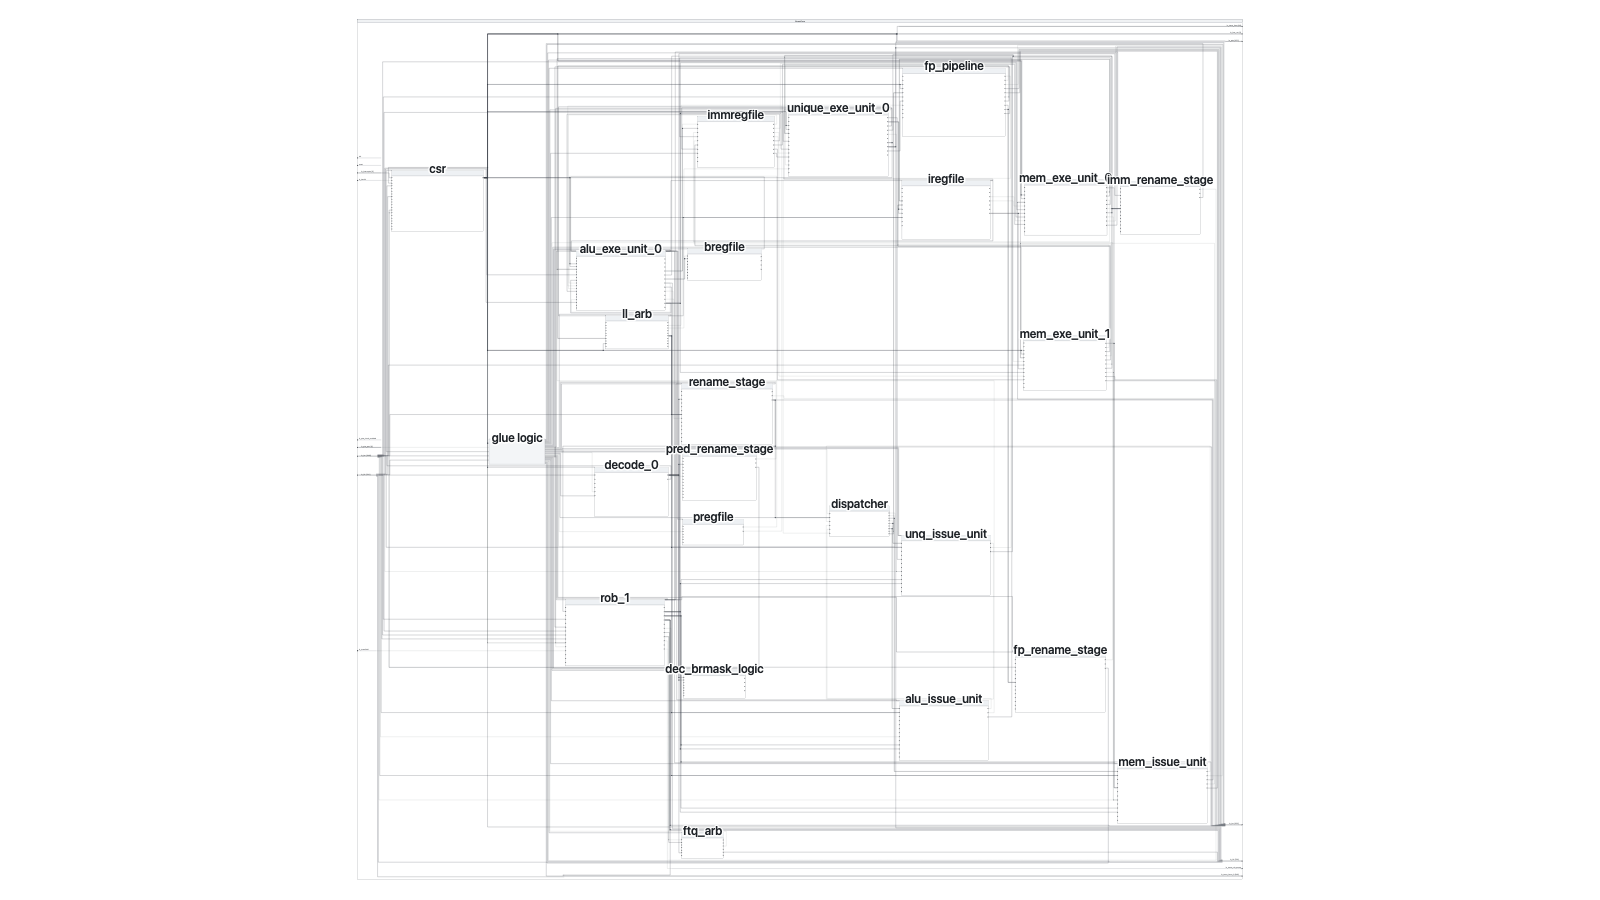 fp_pipeline
unique_exe_unit_0
immregfile
csr
iregfile
mem_exe_unit_0
imm_rename_stage
alu_exe_unit_0
bregfile
ll_arb
mem_exe_unit_1
rename_stage
glue logic
pred_rename_stage
decode_0
dispatcher
pregfile
unq_issue_unit
rob_1
fp_rename_stage
dec_brmask_logic
alu_issue_unit
mem_issue_unit
ftq_arb